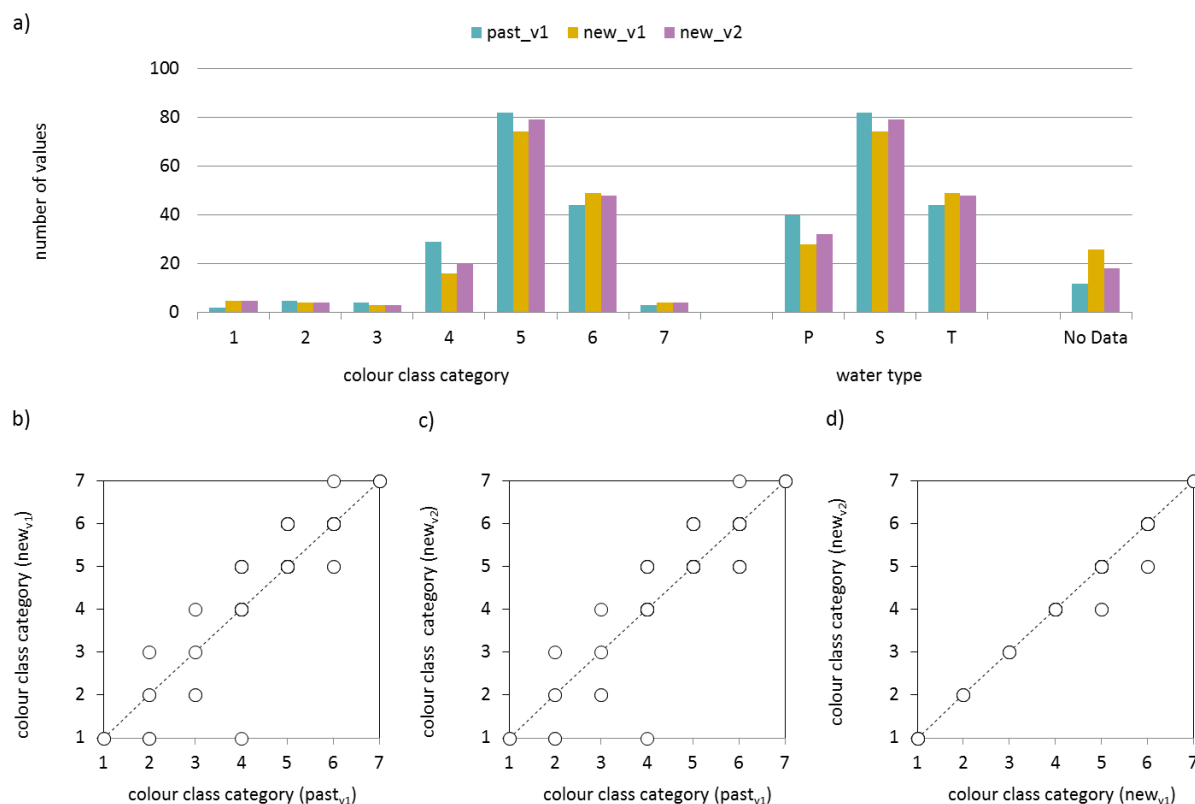 a)
past_v1 new_v1 new_v2
100
80
60
40
20
0
number of values
1 2 3 4 5 6 7 P S T No Data
colour class category water type
b)
7
6
5
4
3
2
1
colour class category (new_v1)
1 2 3 4 5 6 7
colour class category (past_v1)
c)
7
6
5
4
3
2
1
colour class category (new_v2)
1 2 3 4 5 6 7
colour class category (past_v1)
d)
7
6
5
4
3
2
1
colour class category (new_v2)
1 2 3 4 5 6 7
colour class category (new_v1)